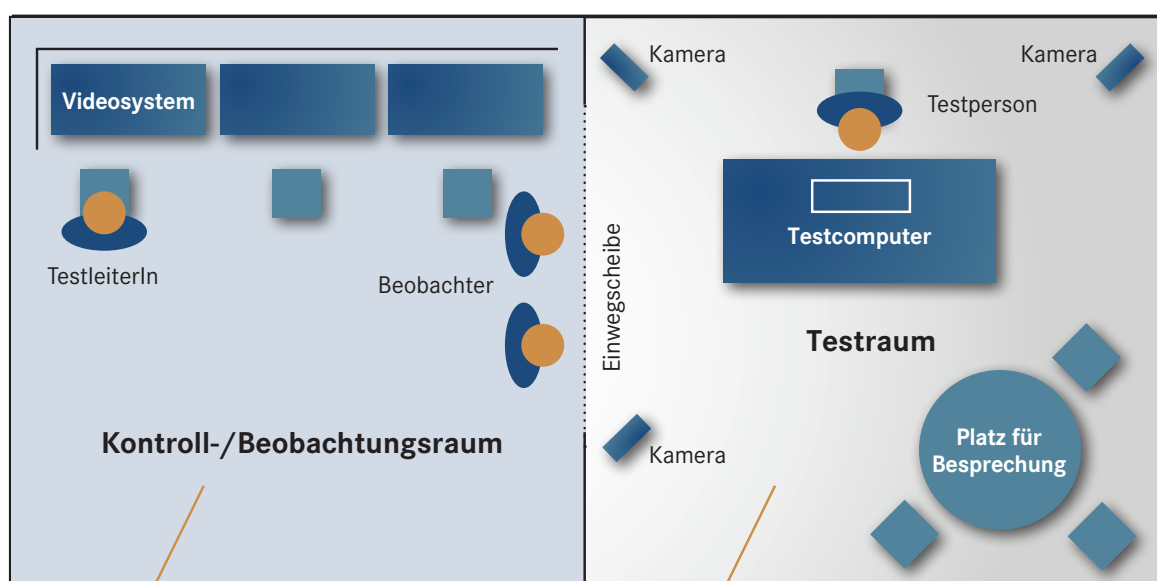 Videosystem
TestleiterIn
Beobachter
Kontroll-/Beobachtungsraum
Einwegscheibe
Kamera
Kamera
Testperson
Testcomputer
Testraum
Kamera
Platz für
Besprechung